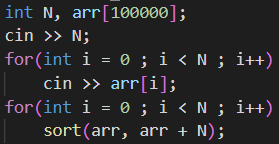 int N, arr[100000];
cin >> N;
for(int i = 0 ; i < N ; i++)
    cin >> arr[i];
for(int i = 0 ; i < N ; i++)
    sort(arr, arr + N);